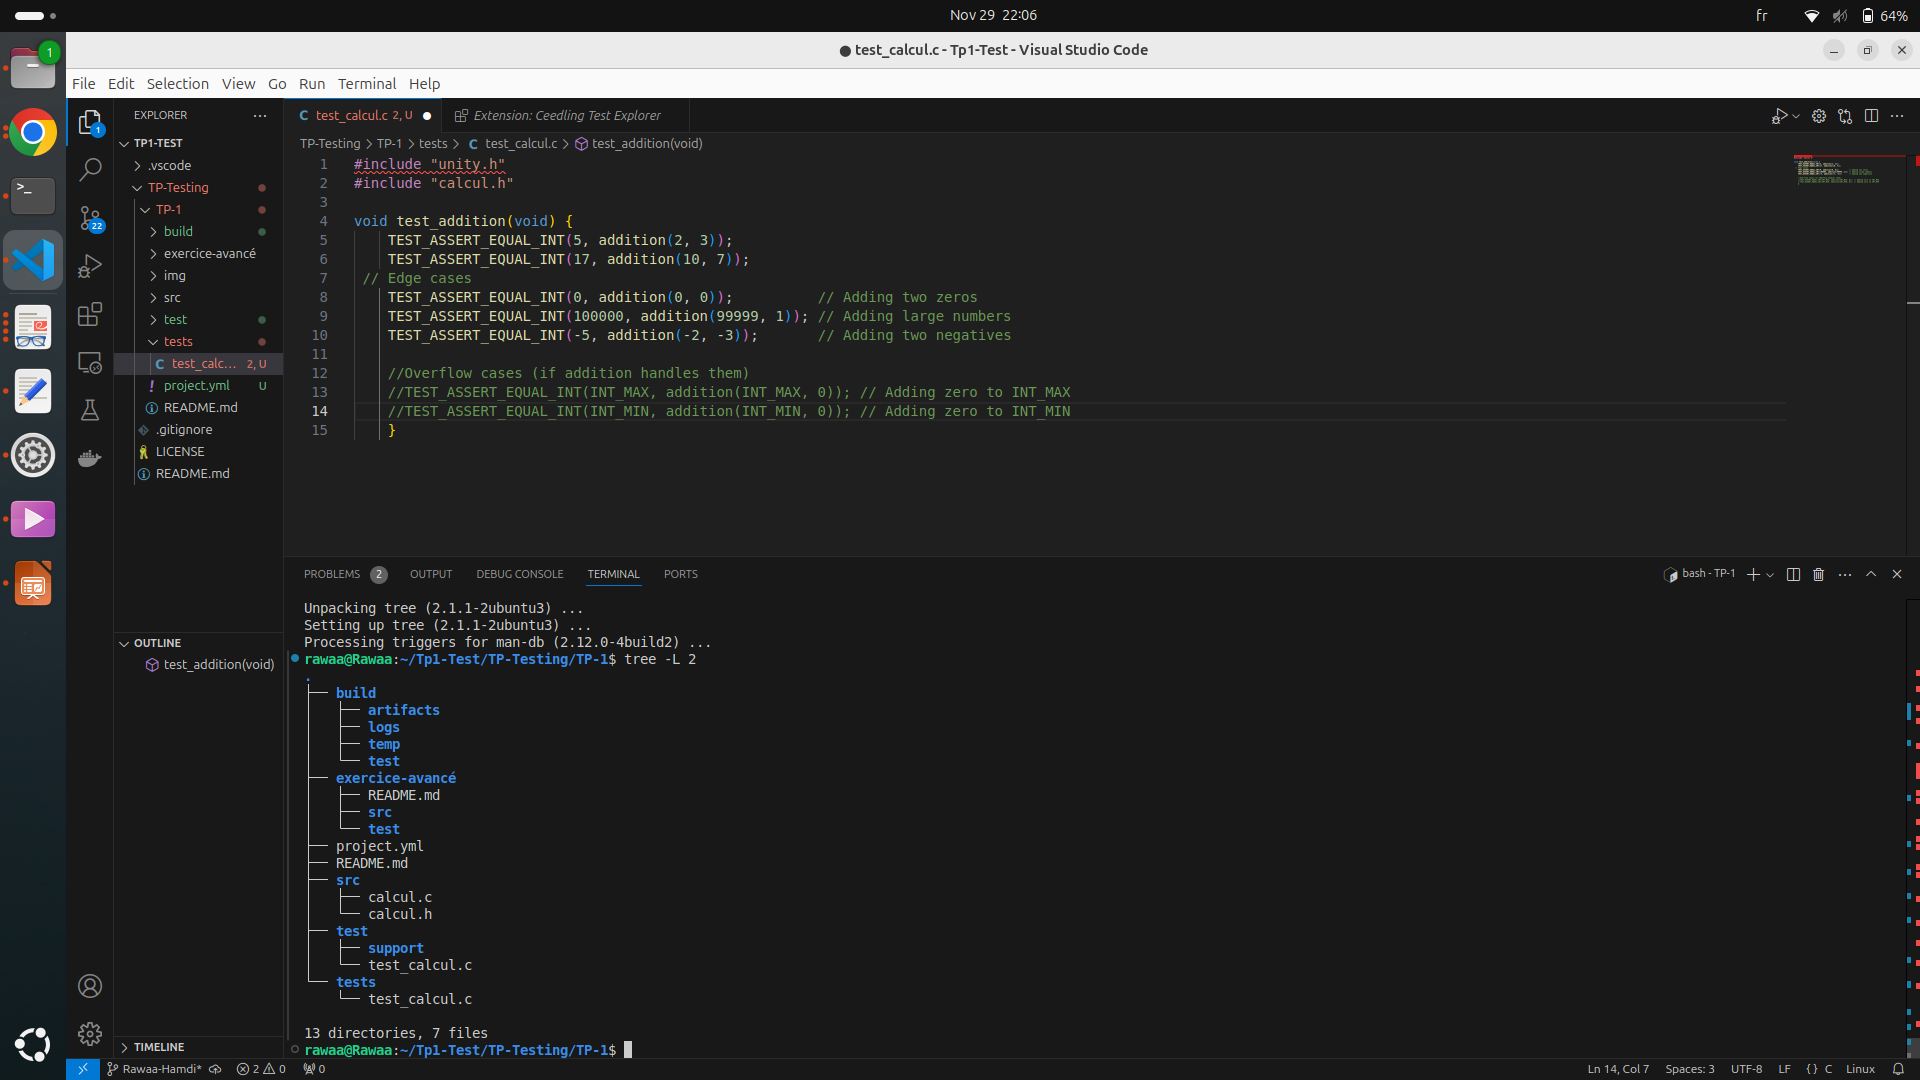 Nov 29 22:06
fr
64%
1
test_calcul.c - Tp1-Test - Visual Studio Code
File Edit Selection View Go Run Terminal Help
EXPLORER
test_calcul.c 2, U
Extension: Ceedling Test Explorer
1
TP1-TEST
TP-Testing > TP-1 > tests > C test_calcul.c > test_addition(void)
.vscode
TP-Testing
TP-1
build
exercice-avancé
img
src
test
tests
C test_calc... 2, U
! project.yml U
README.md
.gitignore
LICENSE
README.md
22
1 #include "unity.h"
2 #include "calcul.h"
3
4 void test_addition(void) {
5 TEST_ASSERT_EQUAL_INT(5, addition(2, 3));
6 TEST_ASSERT_EQUAL_INT(17, addition(10, 7));
7 // Edge cases
8 TEST_ASSERT_EQUAL_INT(0, addition(0, 0)); // Adding two zeros
9 TEST_ASSERT_EQUAL_INT(100000, addition(99999, 1)); // Adding large numbers
10 TEST_ASSERT_EQUAL_INT(-5, addition(-2, -3)); // Adding two negatives
11
12 //Overflow cases (if addition handles them)
13 //TEST_ASSERT_EQUAL_INT(INT_MAX, addition(INT_MAX, 0)); // Adding zero to INT_MAX
14 //TEST_ASSERT_EQUAL_INT(INT_MIN, addition(INT_MIN, 0)); // Adding zero to INT_MIN
15 }
OUTLINE
test_addition(void)
TIMELINE
PROBLEMS 2 OUTPUT DEBUG CONSOLE TERMINAL PORTS
bash - TP-1
Unpacking tree (2.1.1-2ubuntu3) ...
Setting up tree (2.1.1-2ubuntu3) ...
Processing triggers for man-db (2.12.0-4build2) ...
rawaa@Rawaa:~/Tp1-Test/TP-Testing/TP-1$ tree -L 2
.
├── build
│   ├── artifacts
│   ├── logs
│   ├── temp
│   └── test
├── exercice-avancé
│   ├── README.md
│   ├── src
│   └── test
├── project.yml
├── README.md
├── src
│   ├── calcul.c
│   └── calcul.h
├── test
│   ├── support
│   └── test_calcul.c
└── tests
    └── test_calcul.c
13 directories, 7 files
rawaa@Rawaa:~/Tp1-Test/TP-Testing/TP-1$
Rawaa-Hamdi* 2 0 0
Ln 14, Col 7 Spaces: 3 UTF-8 LF {} C Linux